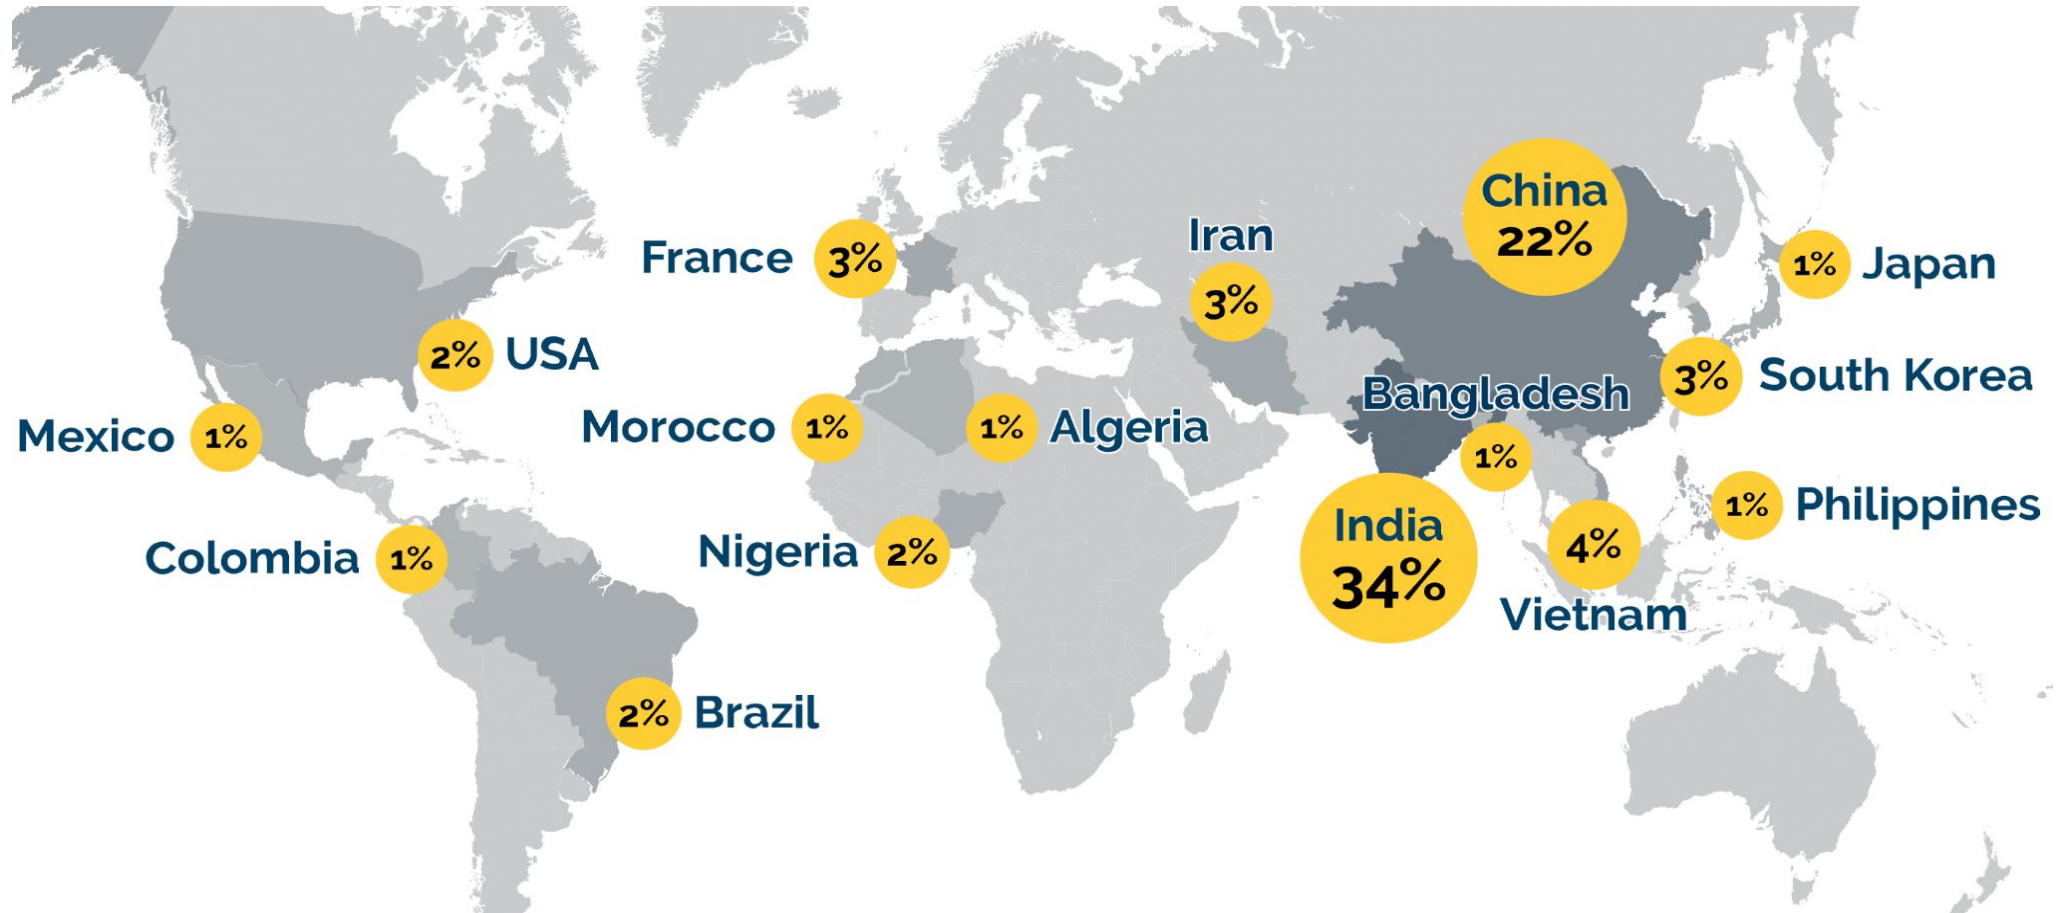 China
22%
Iran
3%
France 3%
1% Japan
2% USA
3% South Korea
Bangladesh
1%
Mexico 1%
Morocco 1%
1% Algeria
India
34%
1% Philippines
4%
Vietnam
Colombia 1%
Nigeria 2%
2% Brazil